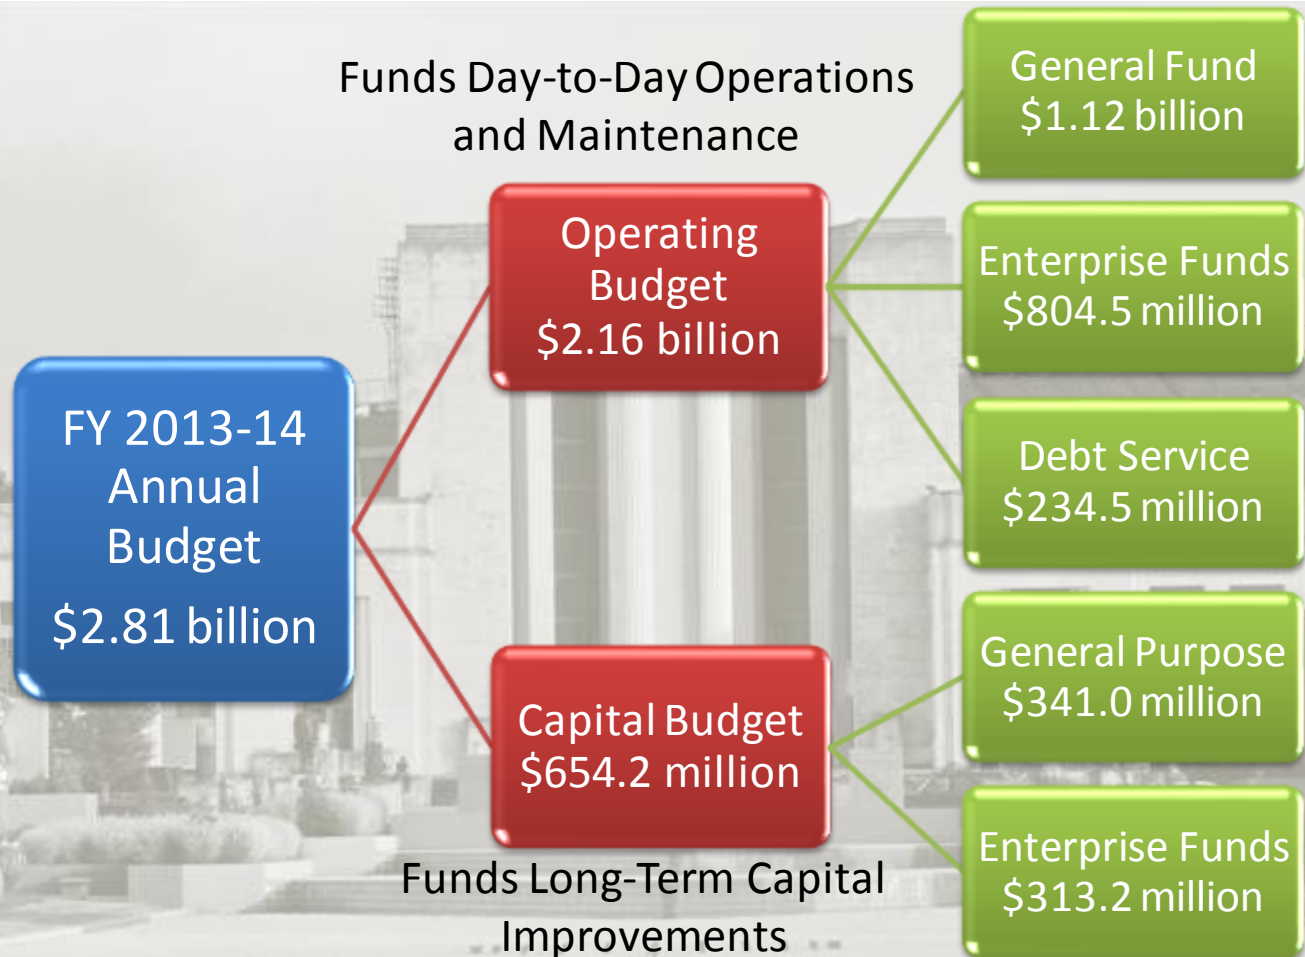 Funds Day-to-Day Operations
and Maintenance
FY 2013-14
Annual
Budget
$2.81 billion
Operating
Budget
$2.16 billion
Capital Budget
$654.2 million
Funds Long-Term Capital
Improvements
General Fund
$1.12 billion
Enterprise Funds
$804.5 million
Debt Service
$234.5 million
General Purpose
$341.0 million
Enterprise Funds
$313.2 million